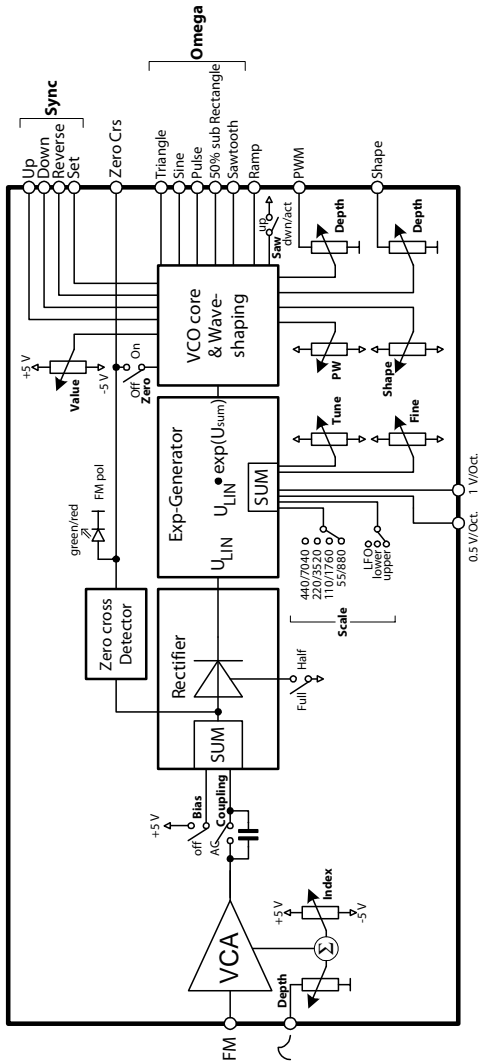 Sync
Omega
Up
Down
Reverse
Set
Zero Crs
Triangle
Sine
Pulse
50% sub Rectangle
Sawtooth
Ramp
PWM
Shape
+5 V
Value
-5 V
On
Off
Zero
up
dwn/act
Saw
Depth
Depth
VCO core
& Wave-
shaping
PW
Shape
green/red
FM pol
Exp-Generator
ULIN • exp(Usum)
ULIN
SUM
Tune
Fine
Zero cross
Detector
Rectifier
SUM
Full
Half
440/7040
220/3520
110/1760
55/880
LFO
lower
upper
Scale
0.5 V/Oct.
1 V/Oct.
+5 V
off
Bias
AC
Coupling
VCA
FM
Depth
Σ
+5 V
Index
-5 V